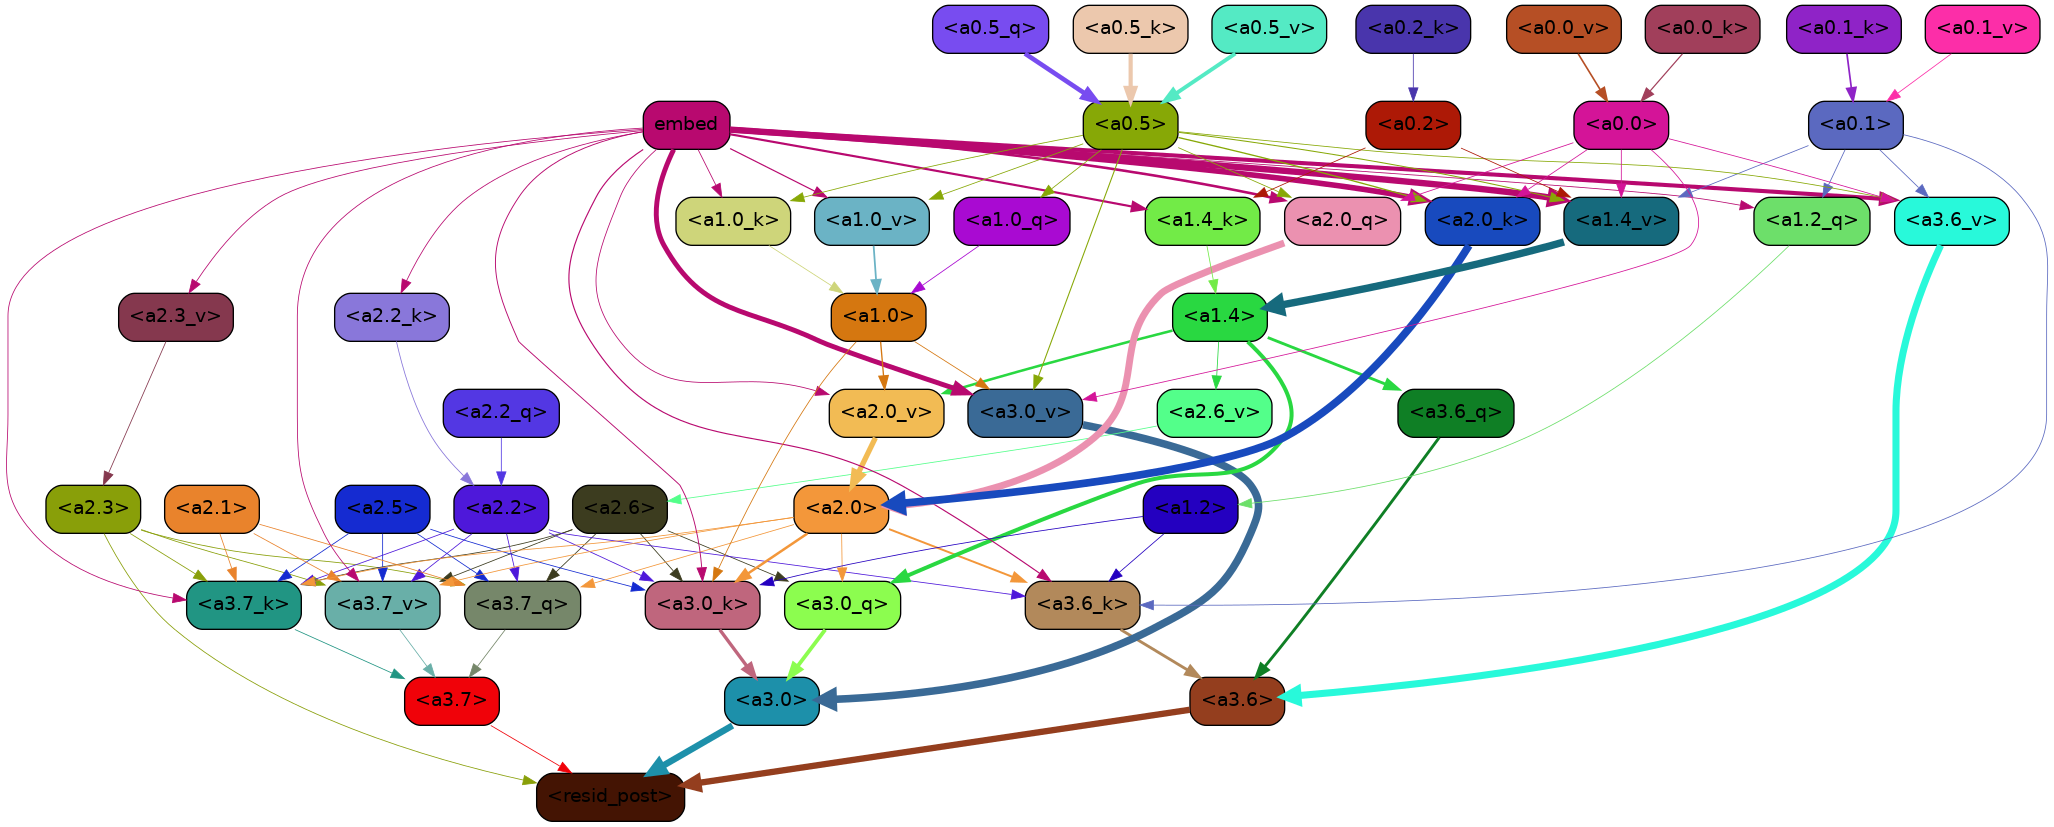 <a0.5_q> <a0.5_k> <a0.5_v> <a0.2_k> <a0.0_v> <a0.0_k> <a0.1_k> <a0.1_v>
embed <a0.5> <a0.2> <a0.0> <a0.1>
<a1.0_k> <a1.0_v> <a1.0_q> <a1.4_k> <a2.0_q> <a2.0_k> <a1.4_v> <a1.2_q> <a3.6_v>
<a2.3_v> <a2.2_k> <a1.0> <a1.4>
<a2.2_q> <a2.0_v> <a3.0_v> <a2.6_v> <a3.6_q>
<a2.3> <a2.1> <a2.5> <a2.2> <a2.6> <a2.0> <a1.2>
<a3.7_k> <a3.7_v> <a3.7_q> <a3.0_k> <a3.0_q> <a3.6_k>
<a3.7> <a3.0> <a3.6>
<resid_post>